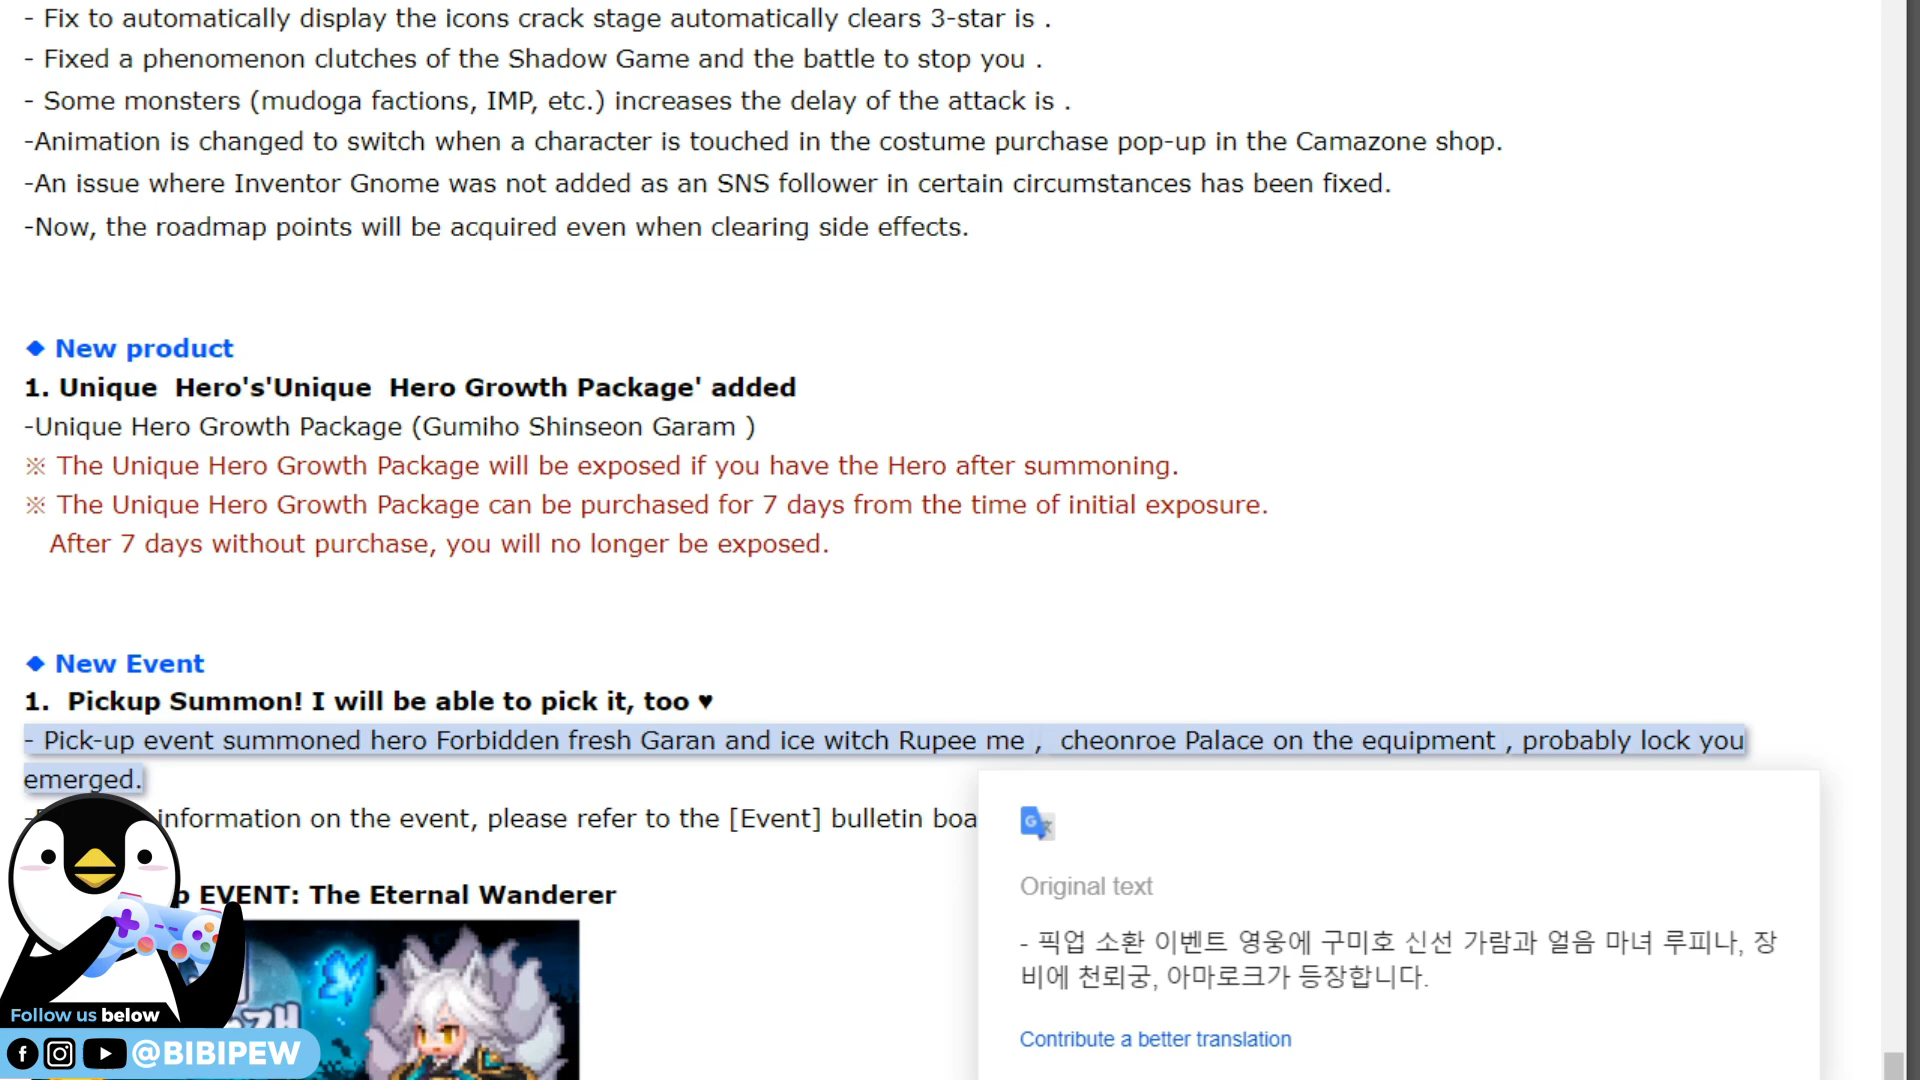 - Fix to automatically display the icons crack stage automatically clears 3-star is .
- Fixed a phenomenon clutches of the Shadow Game and the battle to stop you .
- Some monsters (mudoga factions, IMP, etc.) increases the delay of the attack is .
-Animation is changed to switch when a character is touched in the costume purchase pop-up in the Camazone shop.
-An issue where Inventor Gnome was not added as an SNS follower in certain circumstances has been fixed.
-Now, the roadmap points will be acquired even when clearing side effects.
◆ New product
1. Unique  Hero's'Unique  Hero Growth Package' added
-Unique Hero Growth Package (Gumiho Shinseon Garam )
※ The Unique Hero Growth Package will be exposed if you have the Hero after summoning.
※ The Unique Hero Growth Package can be purchased for 7 days from the time of initial exposure.
After 7 days without purchase, you will no longer be exposed.
◆ New Event
1.  Pickup Summon! I will be able to pick it, too ♥
- Pick-up event summoned hero Forbidden fresh Garan and ice witch Rupee me ,  cheonroe Palace on the equipment , probably lock you
emerged.
information on the event, please refer to the [Event] bulletin boa
EVENT: The Eternal Wanderer
Original text
- 픽업 소환 이벤트 영웅에 구미호 신선 가람과 얼음 마녀 루피나, 장
비에 천뢰궁, 아마로크가 등장합니다.
Contribute a better translation
Follow us below
@BIBIPEW